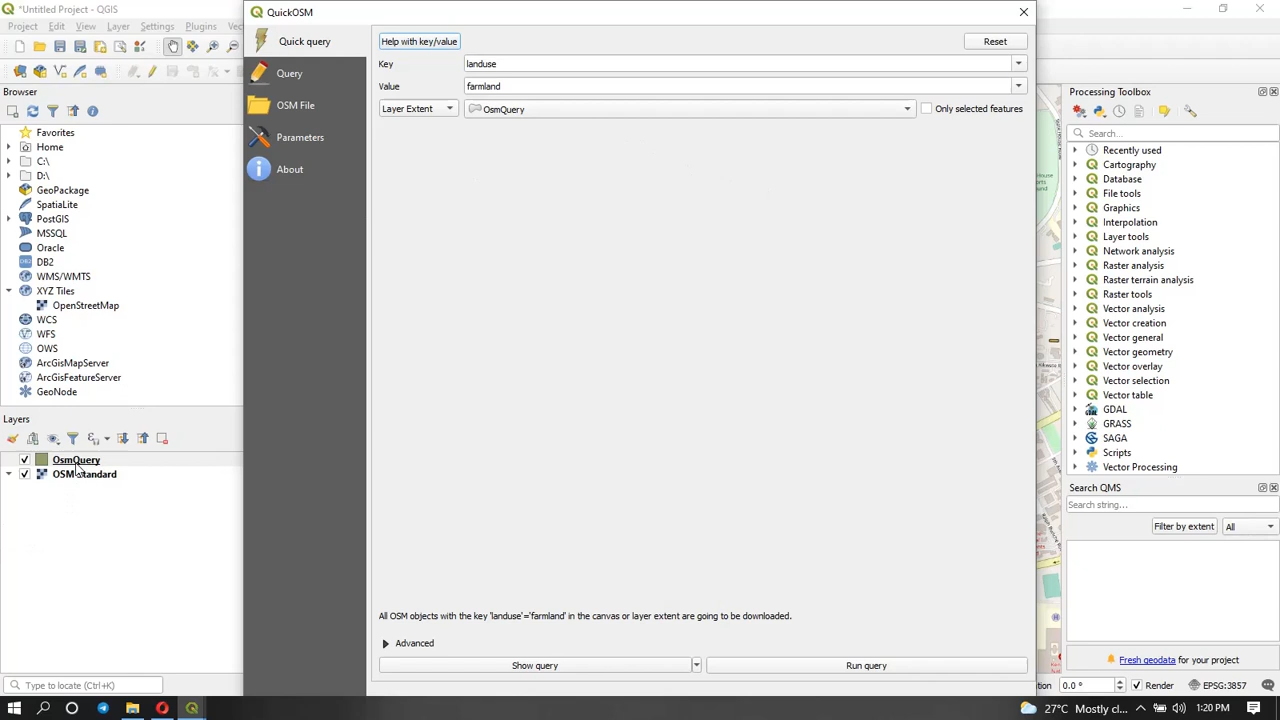 *Untitled Project - QGIS
QuickOSM
Project Edit View Layer Settings Plugins
Quick query
Query
OSM File
Parameters
About
Help with key/value
Reset
Key
landuse
Value
farmland
Layer Extent
OsmQuery
Only selected features
Browser
Favorites
Home
C:\
D:\
GeoPackage
SpatiaLite
PostGIS
MSSQL
Oracle
DB2
WMS/WMTS
XYZ Tiles
OpenStreetMap
WCS
WFS
OWS
ArcGisMapServer
ArcGisFeatureServer
GeoNode
Layers
OsmQuery
OSM Standard
Type to locate (Ctrl+K)
All OSM objects with the key 'landuse'='farmland' in the canvas or layer extent are going to be downloaded.
Advanced
Show query
Run query
Processing Toolbox
Search...
Recently used
Cartography
Database
File tools
Graphics
Interpolation
Layer tools
Network analysis
Raster analysis
Raster terrain analysis
Raster tools
Vector analysis
Vector creation
Vector general
Vector geometry
Vector overlay
Vector selection
Vector table
GDAL
GRASS
SAGA
Scripts
Vector Processing
Search QMS
Search string...
Filter by extent
All
Fresh geodata for your project
0.0 °
Render
EPSG:3857
27°C Mostly cl...
1:20 PM